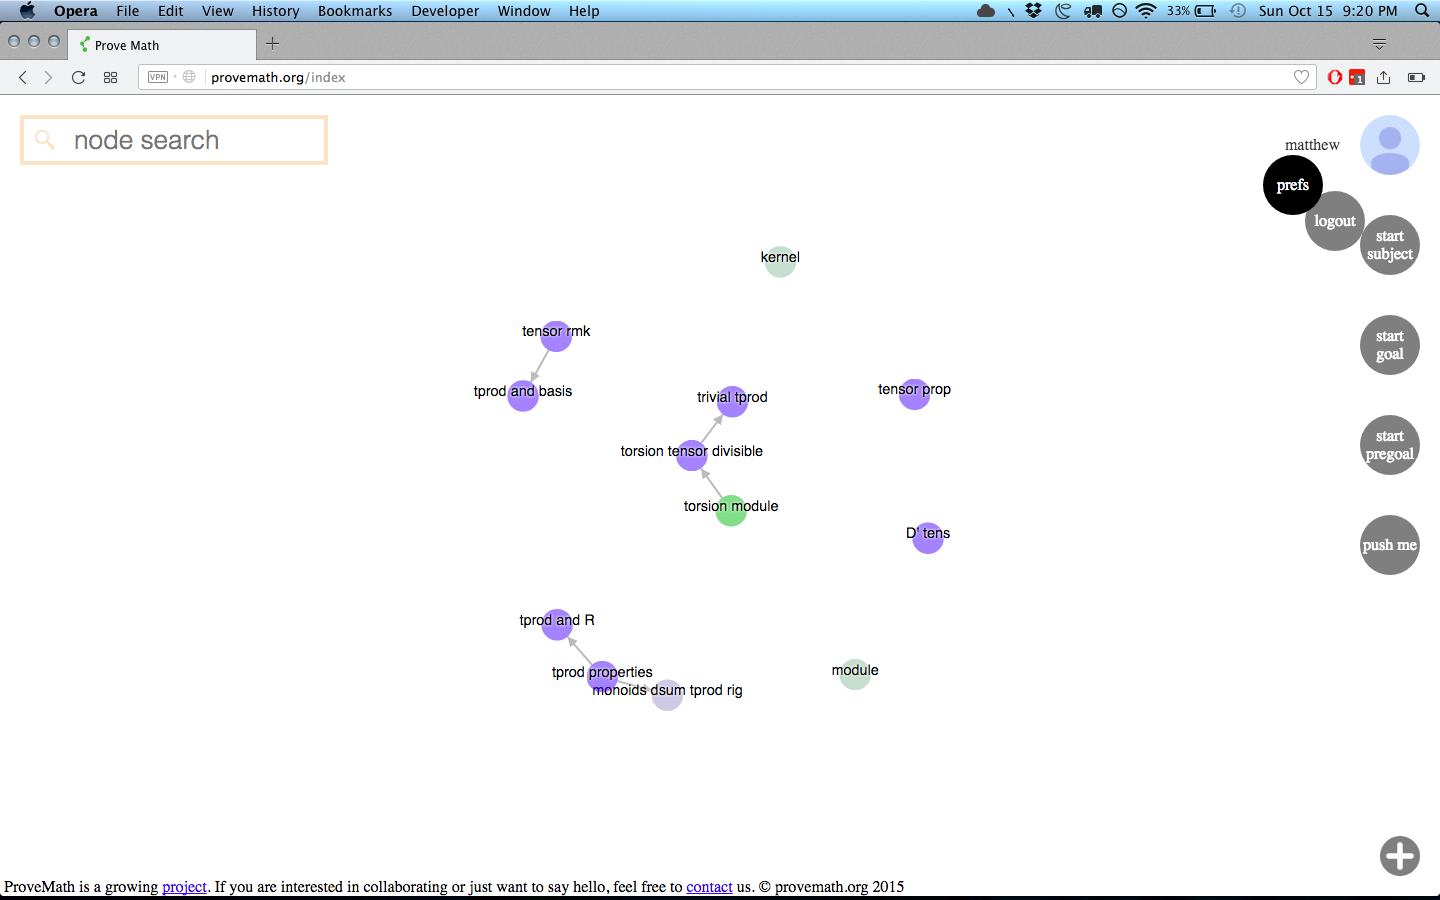 Opera File Edit View History Bookmarks Developer Window Help 33% Sun Oct 15 9:20 PM
Prove Math
VPN provemath.org/index 1
node search
matthew
prefs
logout
start
subject
kernel
tensor rmk
start
goal
tprod and basis
trivial tprod
tensor prop
torsion tensor divisible
start
pregoal
torsion module
D' tens
push me
tprod and R
tprod properties
module
monoids dsum tprod rig
ProveMath is a growing project. If you are interested in collaborating or just want to say hello, feel free to contact us. © provemath.org 2015